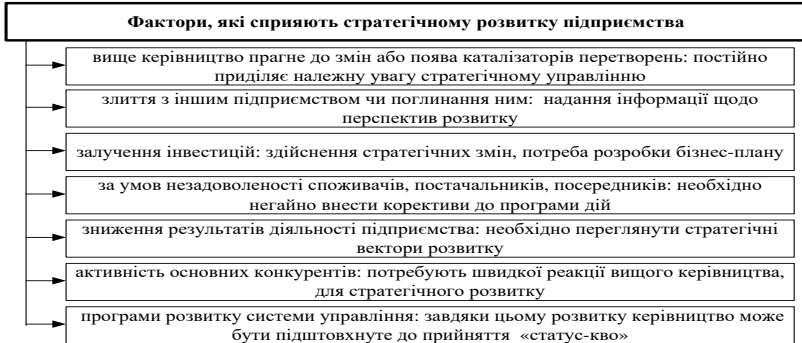 Фактори, які сприяють стратегічному розвитку підприємства
вище керівництво прагне до змін або поява каталізаторів перетворень: постійно
приділяє належну увагу стратегічному управлінню
злиття з іншим підприємством чи поглинання ним: надання інформації щодо
перспектив розвитку
залучення інвестицій: здійснення стратегічних змін, потреба розробки бізнес-плану
за умов незадоволеності споживачів, постачальників, посередників: необхідно
негайно внести корективи до програми дій
зниження результатів діяльності підприємства: необхідно переглянути стратегічні
вектори розвитку
активність основних конкурентів: потребують швидкої реакції вищого керівництва,
для стратегічного розвитку
програми розвитку системи управління: завдяки цьому розвитку керівництво може
бути підштовхнуте до прийняття «статус-кво»